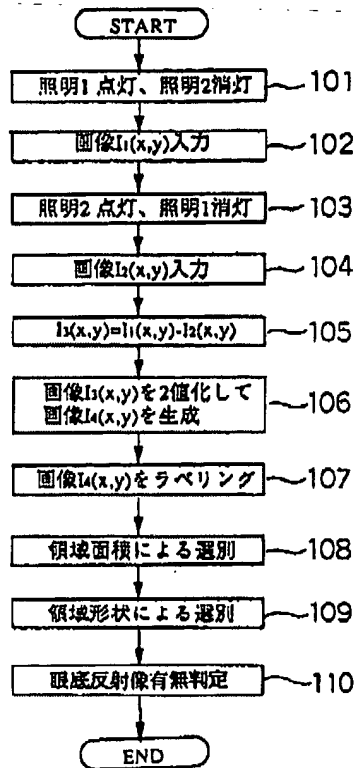 START
照明1 点灯、照明2消灯 101
画像I₁(x,y)入力 102
照明2 点灯、照明1消灯 103
画像I₂(x,y)入力 104
I₃(x,y)=I₁(x,y)-I₂(x,y) 105
画像I₃(x,y)を2値化して
画像I₄(x,y)を生成 106
画像I₄(x,y)をラベリング 107
領域面積による選別 108
領域形状による選別 109
眼底反射像有無判定 110
END